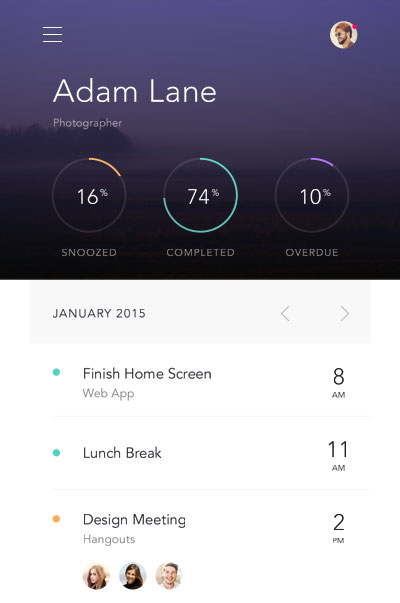 Adam Lane
Photographer
16%
74%
10%
SNOOZED
COMPLETED
OVERDUE
JANUARY 2015
Finish Home Screen
Web App
8
AM
Lunch Break
11
AM
Design Meeting
Hangouts
2
PM